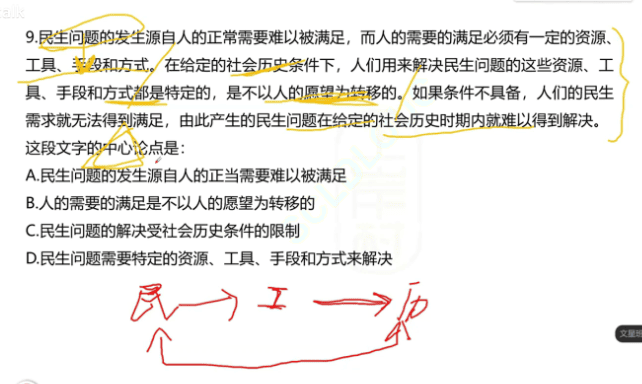 alk
9.民生问题的发生源自人的正常需要难以被满足，而人的需要的满足必须有一定的资源、
工具、手段和方式。在给定的社会历史条件下，人们用来解决民生问题的这些资源、工
具、手段和方式都是特定的，是不以人的愿望为转移的。如果条件不具备，人们的民生
需求就无法得到满足，由此产生的民生问题在给定的社会历史时期内就难以得到解决。
这段文字的中心论点是：
A.民生问题的发生源自人的正当需要难以被满足
B.人的需要的满足是不以人的愿望为转移的
C.民生问题的解决受社会历史条件的限制
D.民生问题需要特定的资源、工具、手段和方式来解决
民 工 历